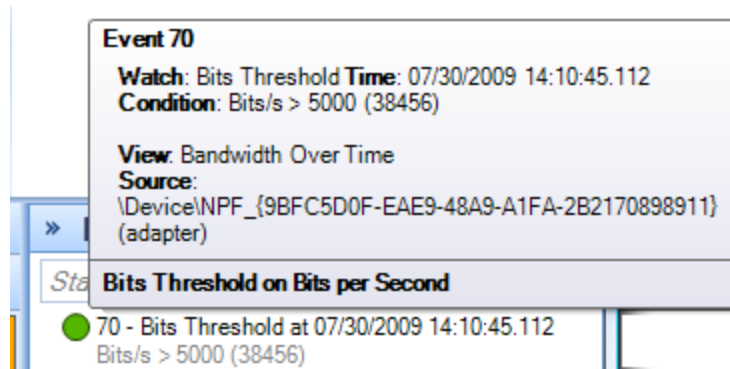 Event 70
Watch: Bits Threshold Time: 07/30/2009 14:10:45.112
Condition: Bits/s > 5000 (38456)
View: Bandwidth Over Time
Source:
\Device\NPF_{9BFC5D0F-EAE9-48A9-A1FA-2B2170898911}
(adapter)
»
Sta
Bits Threshold on Bits per Second
70 - Bits Threshold at 07/30/2009 14:10:45.112
Bits/s > 5000 (38456)